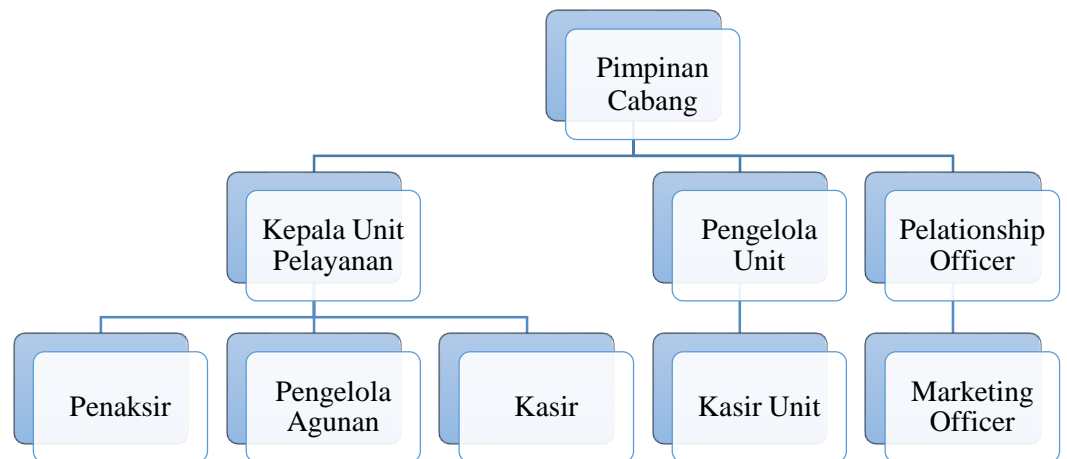 Pimpinan
Cabang
Kepala Unit
Pelayanan
Pengelola
Unit
Pelationship
Officer
Penaksir
Pengelola
Agunan
Kasir
Kasir Unit
Marketing
Officer